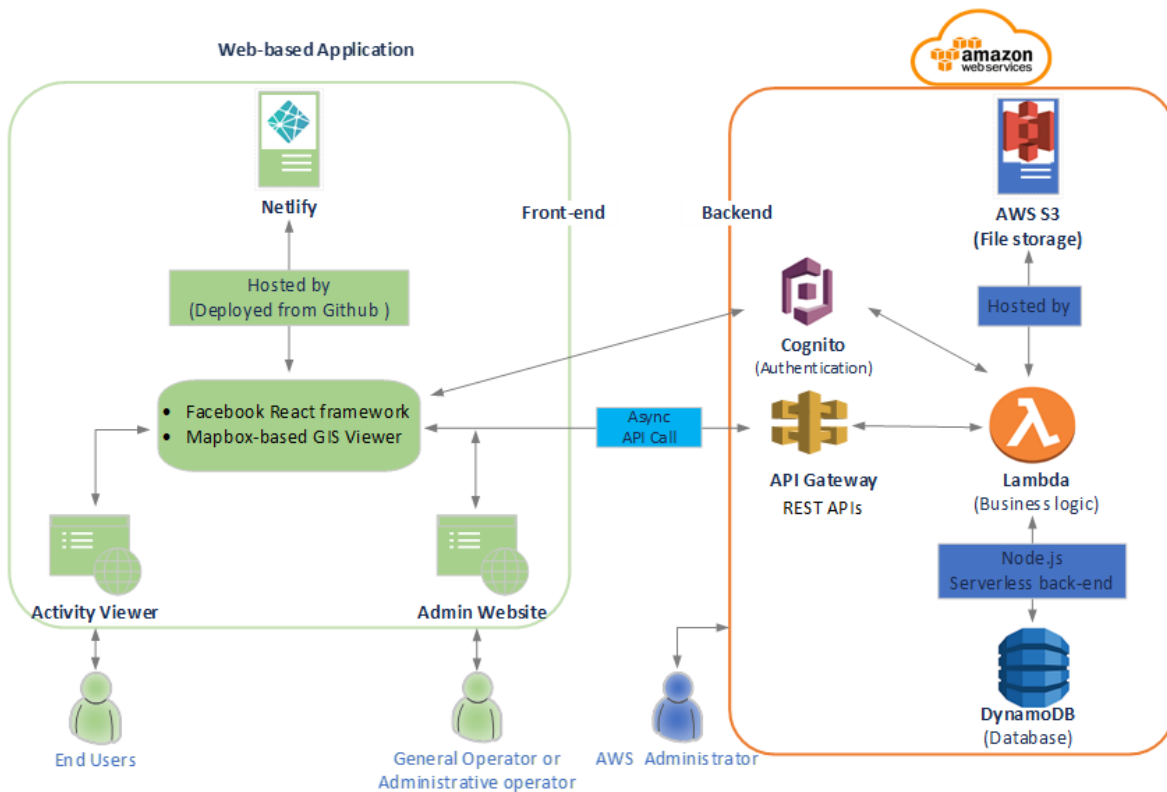 Web-based Application
amazon
webservices
Netlify
Front-end
Backend
AWS S3
(File storage)
Hosted by
(Deployed from Github )
Hosted by
Cognito
(Authentication)
• Facebook React framework
• Mapbox-based GIS Viewer
Async
API Call
API Gateway
REST APIs
Lambda
(Business logic)
Node.js
Serverless back-end
Activity Viewer
Admin Website
DynamoDB
(Database)
End Users
General Operator or
Administrative operator
AWS Administrator